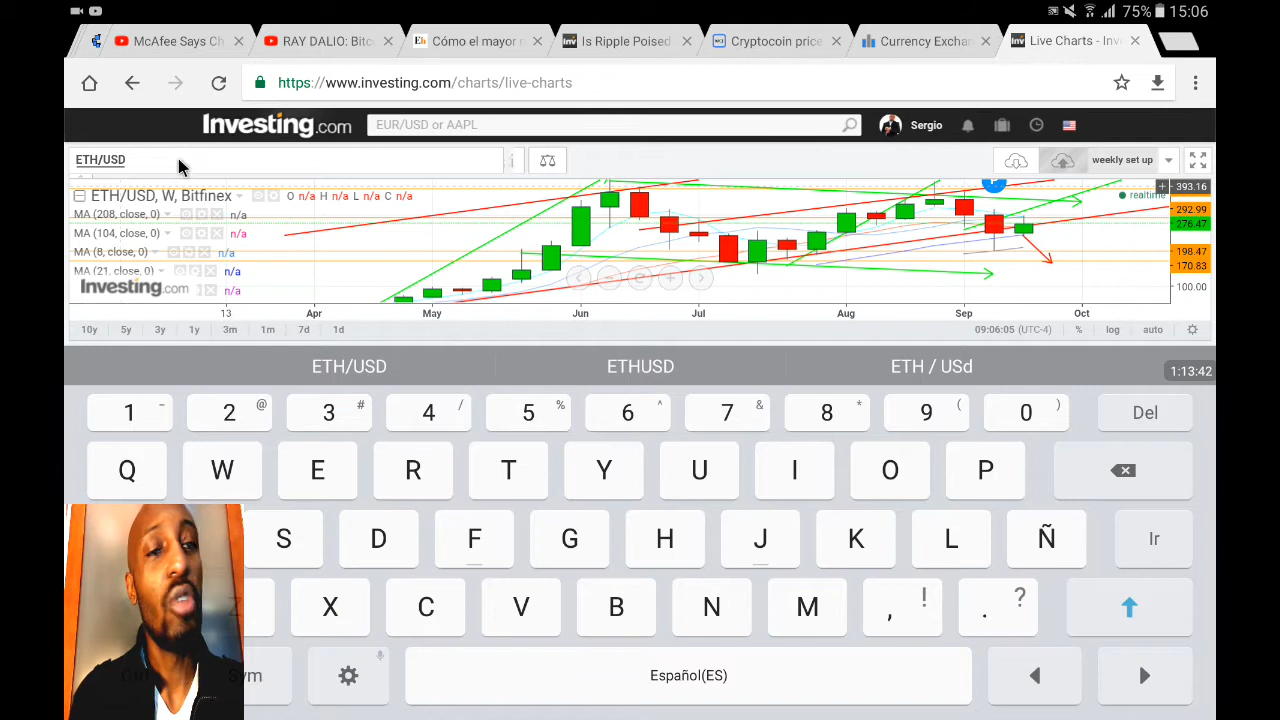 75% 15:06
McAfee Says Ch
RAY DALIO: Bitc
Cómo el mayor n
Is Ripple Poised
Cryptocoin price
Currency Exchan
Live Charts - Inve
https://www.investing.com/charts/live-charts
Investing.com
EUR/USD or AAPL
Sergio
ETH/USD
weekly set up
ETH/USD, W, Bitfinex
O n/a H n/a L n/a C n/a
realtime
393.16
MA (208, close, 0) n/a
292.99
276.47
MA (104, close, 0) n/a
MA (8, close, 0) n/a
198.47
MA (21, close, 0) n/a
170.83
Investing.com n/a
100.00
13 Apr May Jun Jul Aug Sep Oct
10y 5y 3y 1y 3m 1m 7d 1d
09:06:05 (UTC-4) % log auto
ETH/USD ETHUSD ETH / USd
1:13:42
1 _ 2 @ 3 # 4 / 5 % 6 ^ 7 & 8 * 9 ( 0 ) Del
Q W E R T Y U I O P
S D F G H J K L Ñ Ir
Z X C V B N M , ! . ?
Ctrl Sym Español(ES)